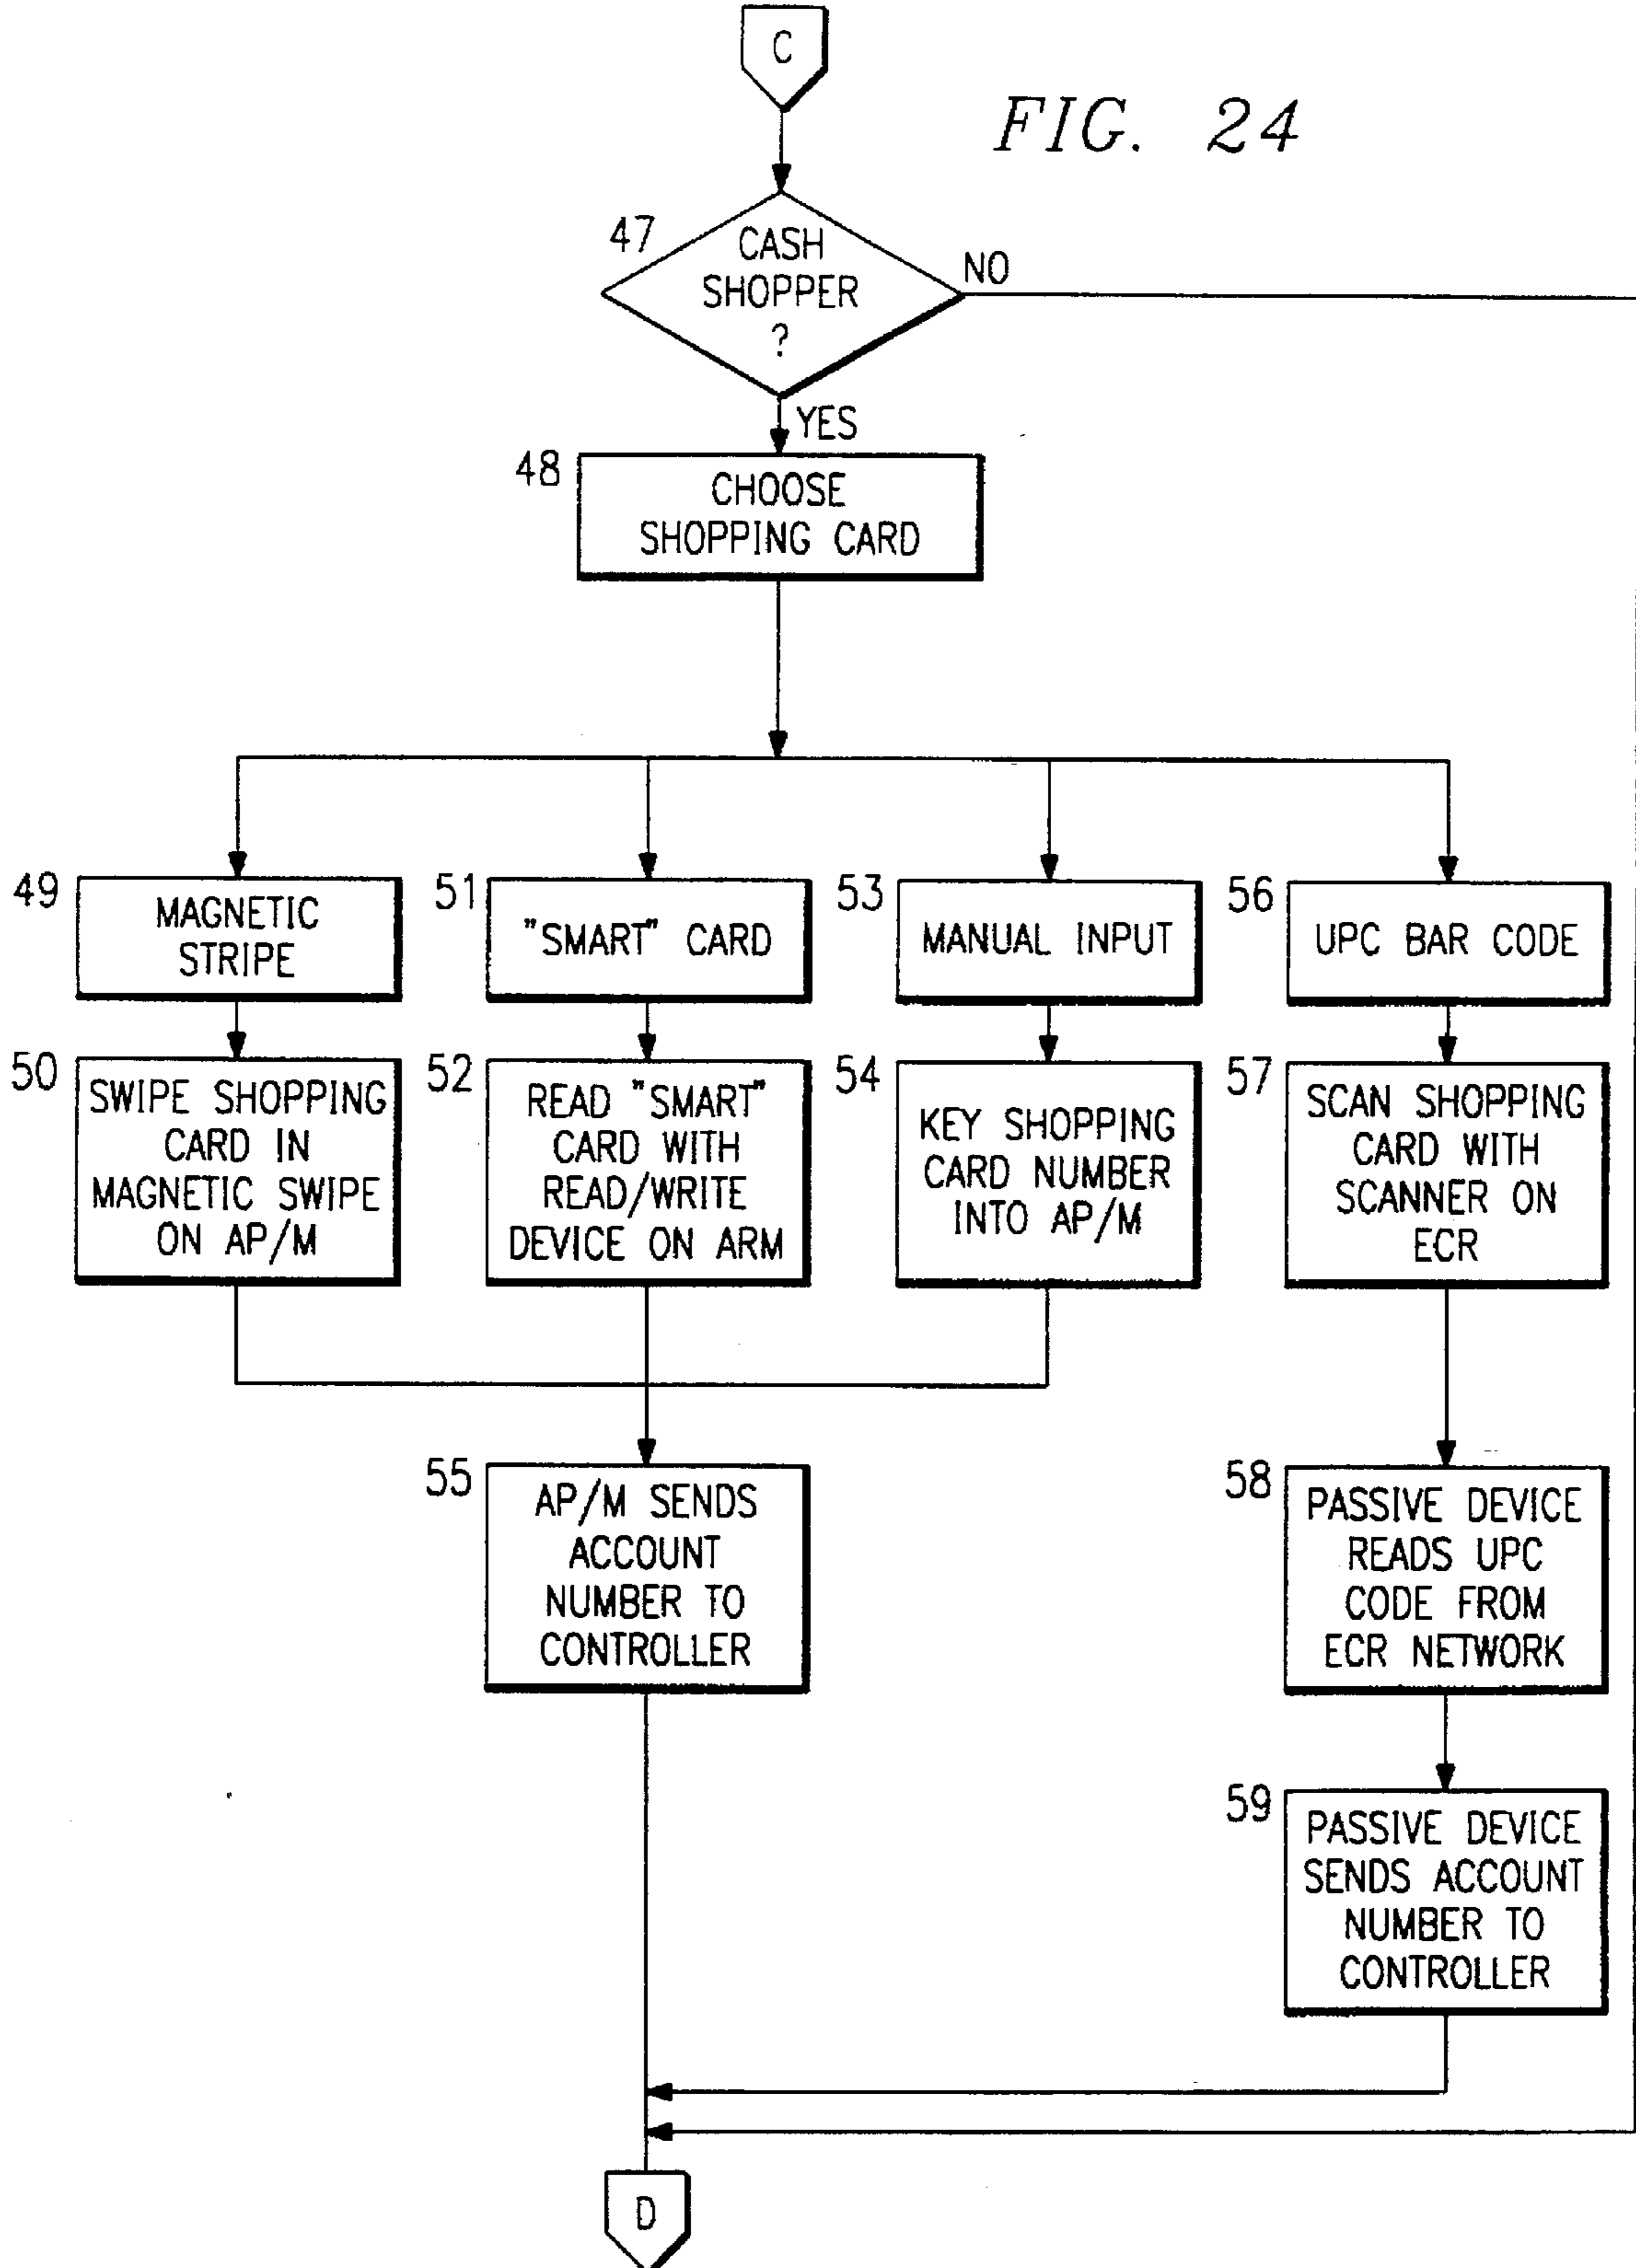 C
FIG. 24
47
CASH
SHOPPER
?
NO
YES
48
CHOOSE
SHOPPING CARD
49
MAGNETIC
STRIPE
51
"SMART" CARD
53
MANUAL INPUT
56
UPC BAR CODE
50
SWIPE SHOPPING
CARD IN
MAGNETIC SWIPE
ON AP/M
52
READ "SMART"
CARD WITH
READ/WRITE
DEVICE ON ARM
54
KEY SHOPPING
CARD NUMBER
INTO AP/M
57
SCAN SHOPPING
CARD WITH
SCANNER ON
ECR
55
AP/M SENDS
ACCOUNT
NUMBER TO
CONTROLLER
58
PASSIVE DEVICE
READS UPC
CODE FROM
ECR NETWORK
59
PASSIVE DEVICE
SENDS ACCOUNT
NUMBER TO
CONTROLLER
D